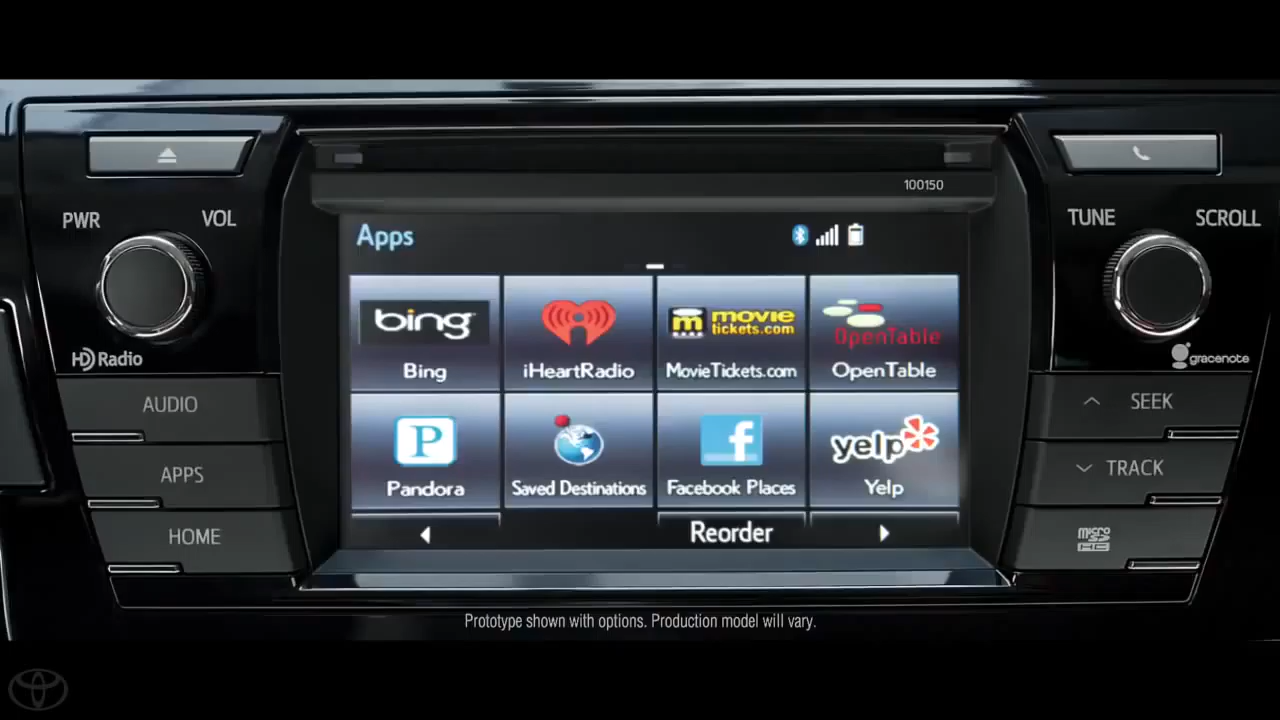 100150
PWR VOL
TUNE SCROLL
Apps
HD Radio
gracenote
bing
movie
tickets.com
OpenTable
Bing
iHeartRadio
MovieTickets.com
OpenTable
AUDIO
SEEK
P
f
yelp
APPS
TRACK
Pandora
Saved Destinations
Facebook Places
Yelp
HOME
Reorder
micro
SD
HC
Prototype shown with options. Production model will vary.